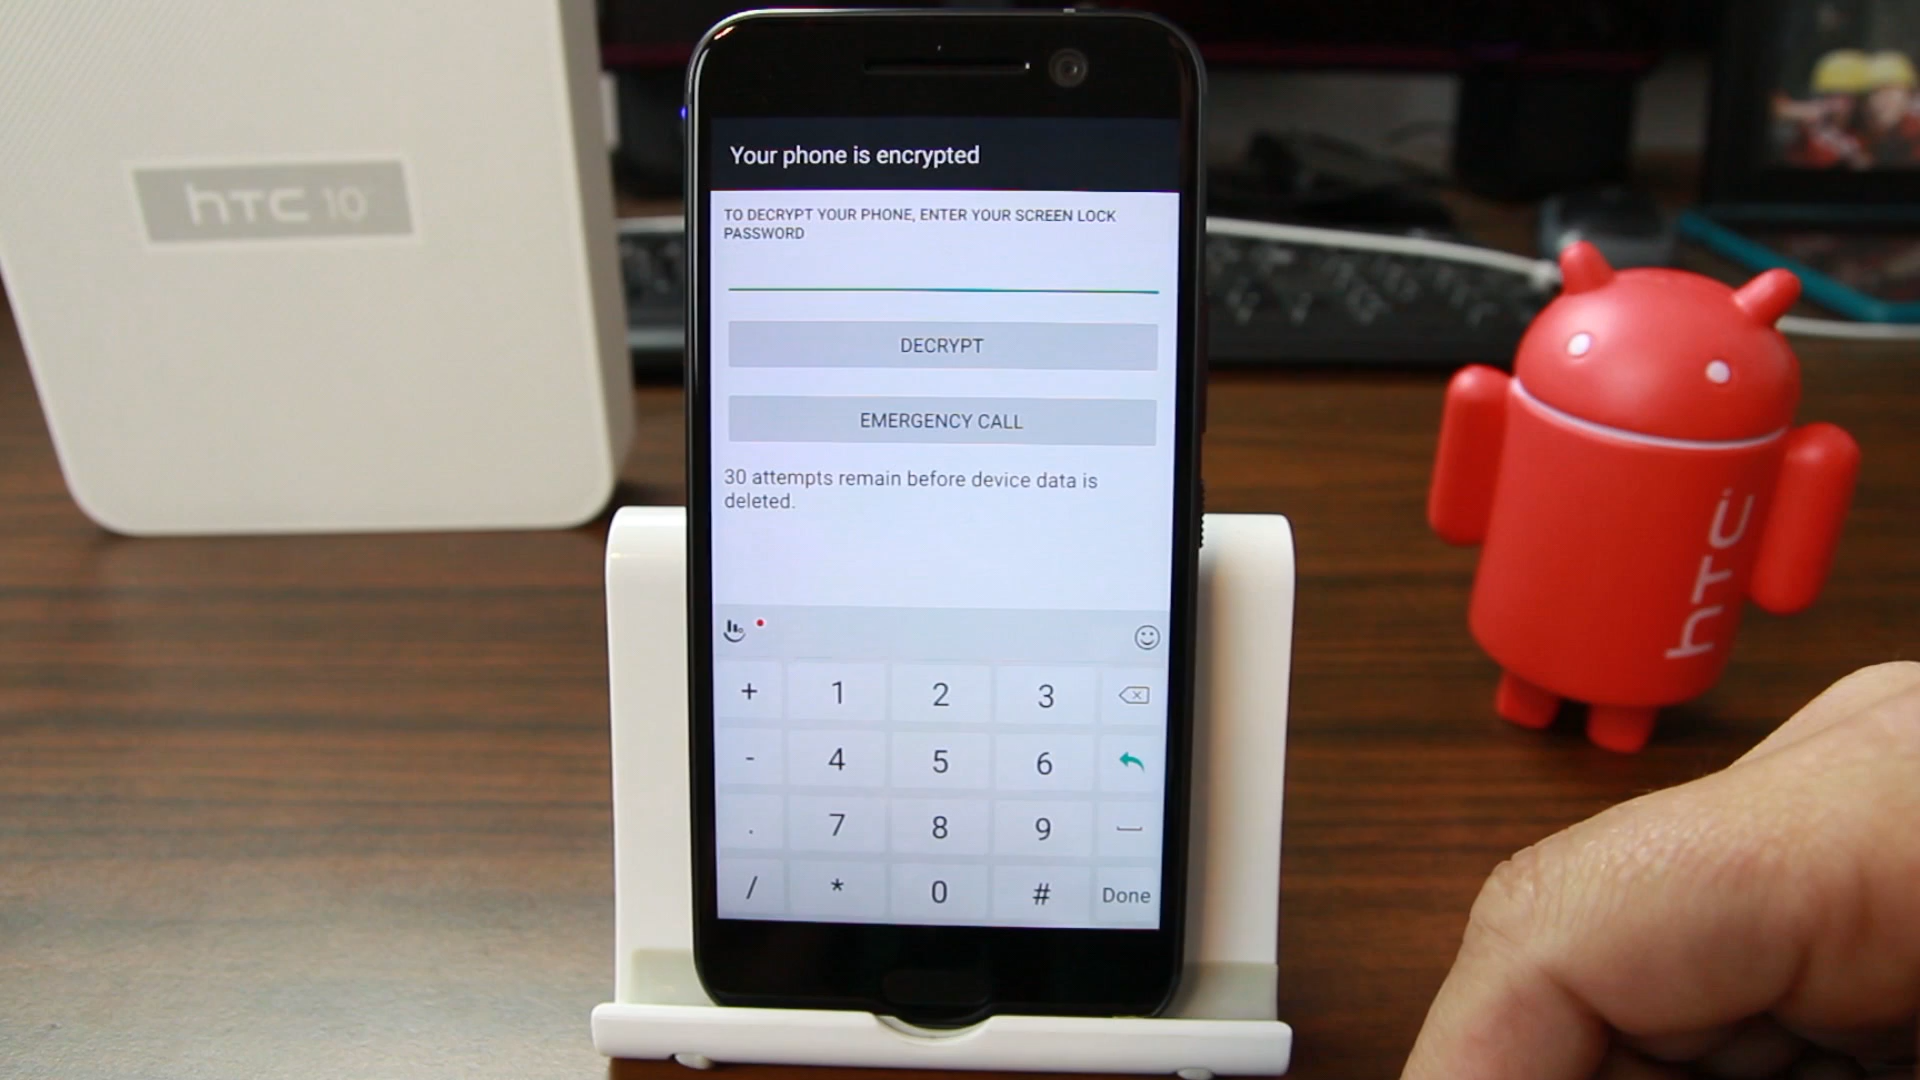 hTC 10
Your phone is encrypted
TO DECRYPT YOUR PHONE, ENTER YOUR SCREEN LOCK
PASSWORD
DECRYPT
EMERGENCY CALL
30 attempts remain before device data is
deleted.
+ 1 2 3
- 4 5 6
. 7 8 9
/ * 0 # Done
hTC